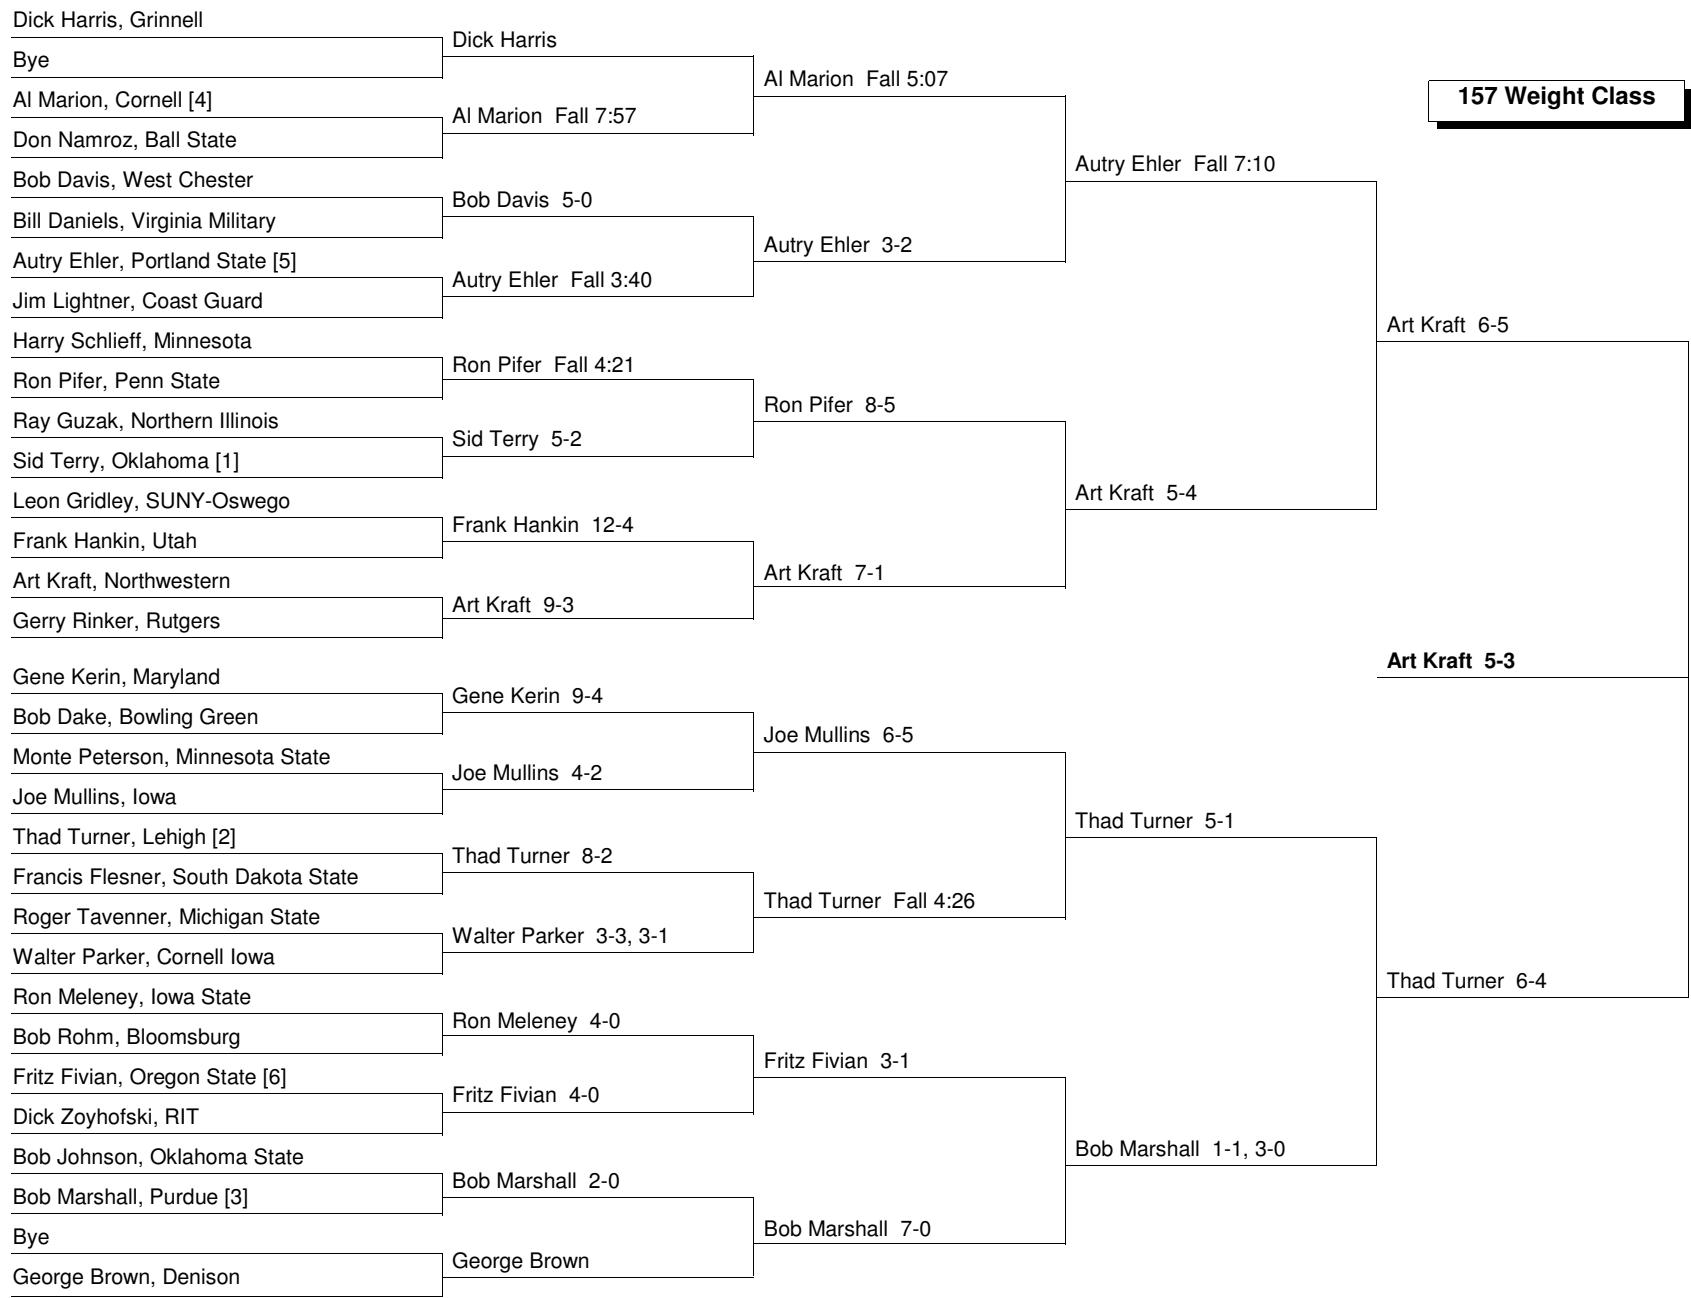 Dick Harris, Grinnell
Bye
Al Marion, Cornell [4]
Don Namroz, Ball State
Bob Davis, West Chester
Bill Daniels, Virginia Military
Autry Ehler, Portland State [5]
Jim Lightner, Coast Guard
Harry Schlieff, Minnesota
Ron Pifer, Penn State
Ray Guzak, Northern Illinois
Sid Terry, Oklahoma [1]
Leon Gridley, SUNY-Oswego
Frank Hankin, Utah
Art Kraft, Northwestern
Gerry Rinker, Rutgers
Gene Kerin, Maryland
Bob Dake, Bowling Green
Monte Peterson, Minnesota State
Joe Mullins, Iowa
Thad Turner, Lehigh [2]
Francis Flesner, South Dakota State
Roger Tavenner, Michigan State
Walter Parker, Cornell Iowa
Ron Meleney, Iowa State
Bob Rohm, Bloomsburg
Fritz Fivian, Oregon State [6]
Dick Zoyhofski, RIT
Bob Johnson, Oklahoma State
Bob Marshall, Purdue [3]
Bye
George Brown, Denison
Dick Harris
Al Marion Fall 7:57
Bob Davis 5-0
Autry Ehler Fall 3:40
Ron Pifer Fall 4:21
Sid Terry 5-2
Frank Hankin 12-4
Art Kraft 9-3
Gene Kerin 9-4
Joe Mullins 4-2
Thad Turner 8-2
Walter Parker 3-3, 3-1
Ron Meleney 4-0
Fritz Fivian 4-0
Bob Marshall 2-0
George Brown
Al Marion Fall 5:07
Autry Ehler 3-2
Ron Pifer 8-5
Art Kraft 7-1
Joe Mullins 6-5
Thad Turner Fall 4:26
Fritz Fivian 3-1
Bob Marshall 7-0
Autry Ehler Fall 7:10
Art Kraft 5-4
Thad Turner 5-1
Bob Marshall 1-1, 3-0
Art Kraft 6-5
Art Kraft 5-3
Thad Turner 6-4
157 Weight Class